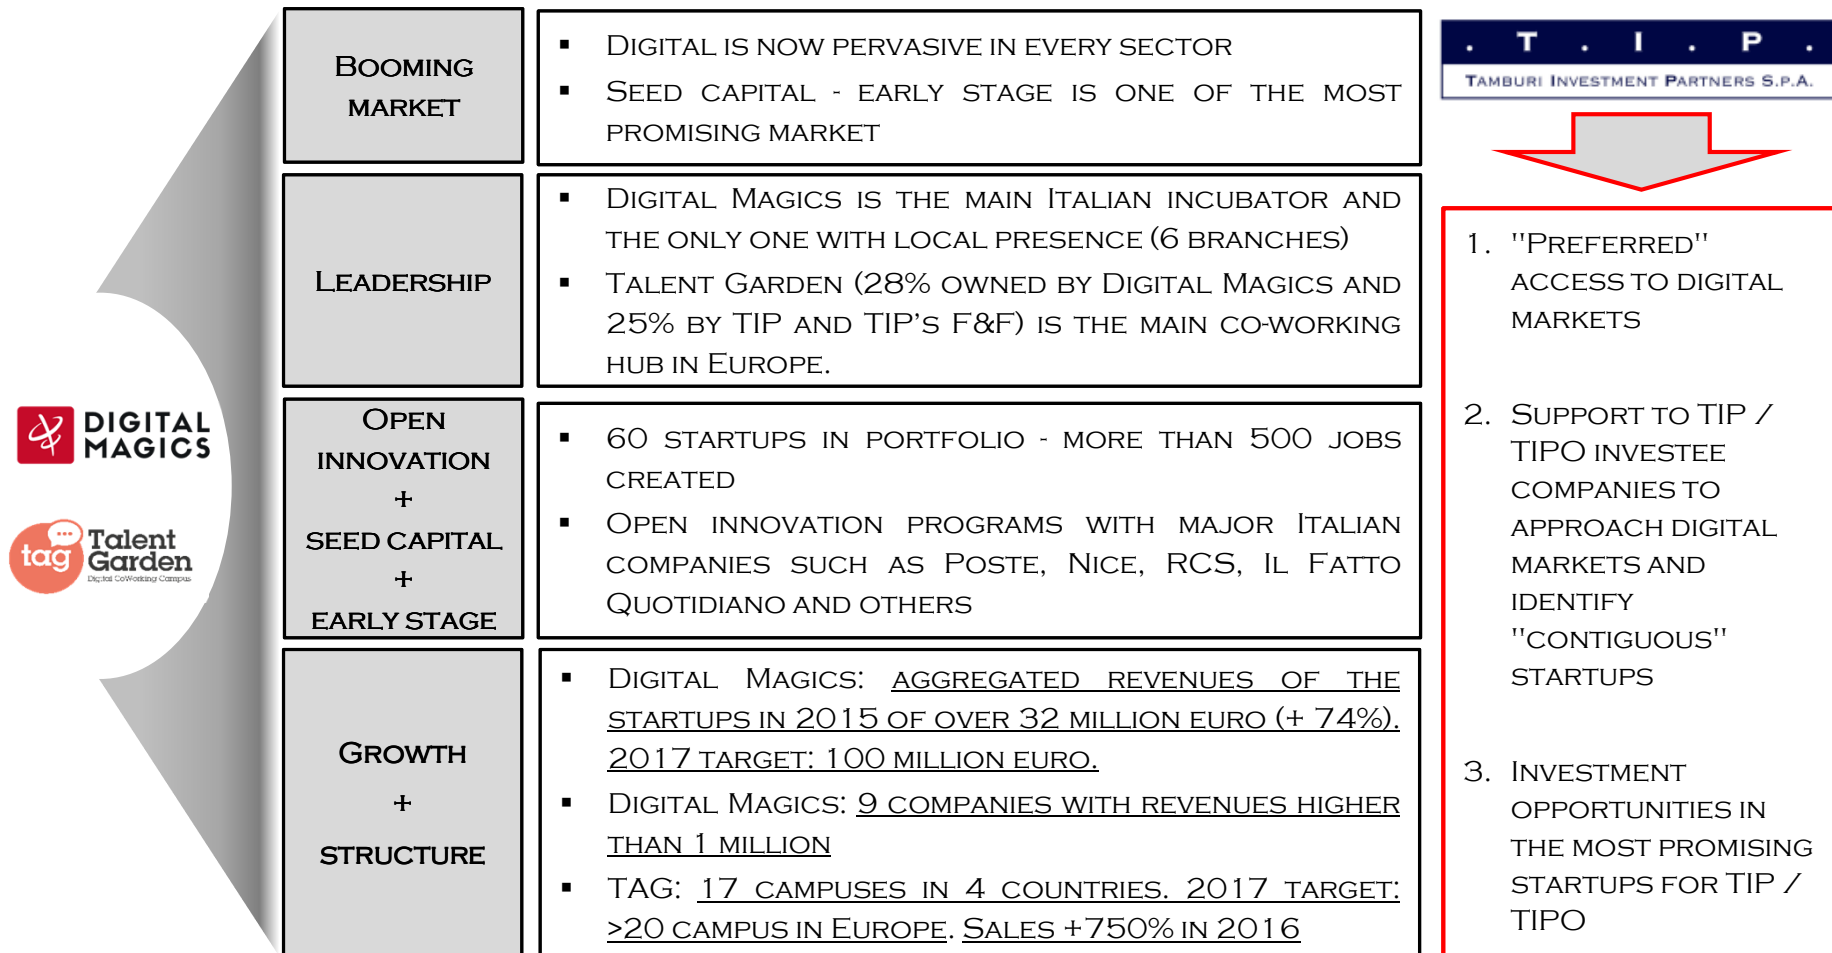 DIGITAL
MAGICS
tag
Talent
Garden
Digital CoWorking Campus
BOOMING
MARKET
▪ DIGITAL IS NOW PERVASIVE IN EVERY SECTOR
▪ SEED CAPITAL - EARLY STAGE IS ONE OF THE MOST
PROMISING MARKET
LEADERSHIP
▪ DIGITAL MAGICS IS THE MAIN ITALIAN INCUBATOR AND
THE ONLY ONE WITH LOCAL PRESENCE (6 BRANCHES)
▪ TALENT GARDEN (28% OWNED BY DIGITAL MAGICS AND
25% BY TIP AND TIP'S F&F) IS THE MAIN CO-WORKING
HUB IN EUROPE.
OPEN
INNOVATION
+
SEED CAPITAL
+
EARLY STAGE
▪ 60 STARTUPS IN PORTFOLIO - MORE THAN 500 JOBS
CREATED
▪ OPEN INNOVATION PROGRAMS WITH MAJOR ITALIAN
COMPANIES SUCH AS POSTE, NICE, RCS, IL FATTO
QUOTIDIANO AND OTHERS
GROWTH
+
STRUCTURE
▪ DIGITAL MAGICS: AGGREGATED REVENUES OF THE
STARTUPS IN 2015 OF OVER 32 MILLION EURO (+ 74%).
2017 TARGET: 100 MILLION EURO.
▪ DIGITAL MAGICS: 9 COMPANIES WITH REVENUES HIGHER
THAN 1 MILLION
▪ TAG: 17 CAMPUSES IN 4 COUNTRIES. 2017 TARGET:
>20 CAMPUS IN EUROPE. SALES +750% IN 2016
. T . I . P .
TAMBURI INVESTMENT PARTNERS S.P.A.
1. "PREFERRED"
ACCESS TO DIGITAL
MARKETS
2. SUPPORT TO TIP /
TIPO INVESTEE
COMPANIES TO
APPROACH DIGITAL
MARKETS AND
IDENTIFY
"CONTIGUOUS"
STARTUPS
3. INVESTMENT
OPPORTUNITIES IN
THE MOST PROMISING
STARTUPS FOR TIP /
TIPO